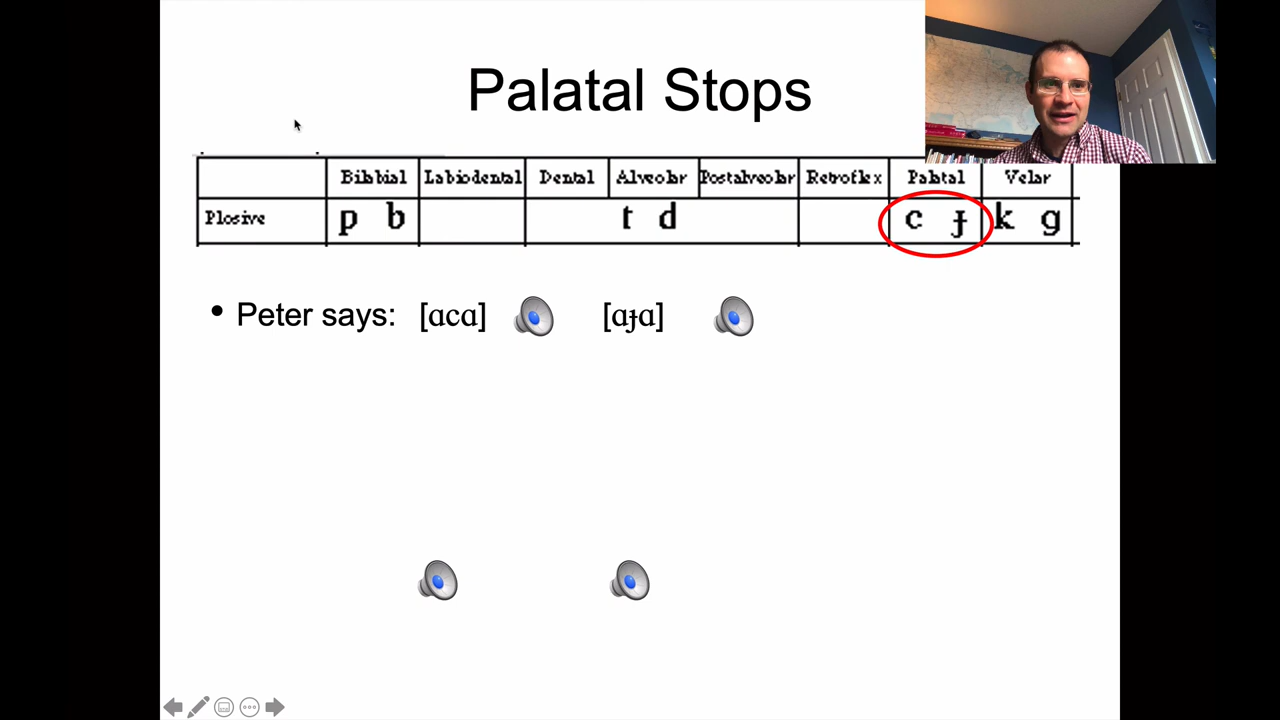 Palatal Stops
Bilabial Labiodental Dental Alveolar Postalveolar Retroflex Palatal Velar
Plosive p b t d c ɟ k g
• Peter says: [ɑcɑ] [ɑɟɑ]